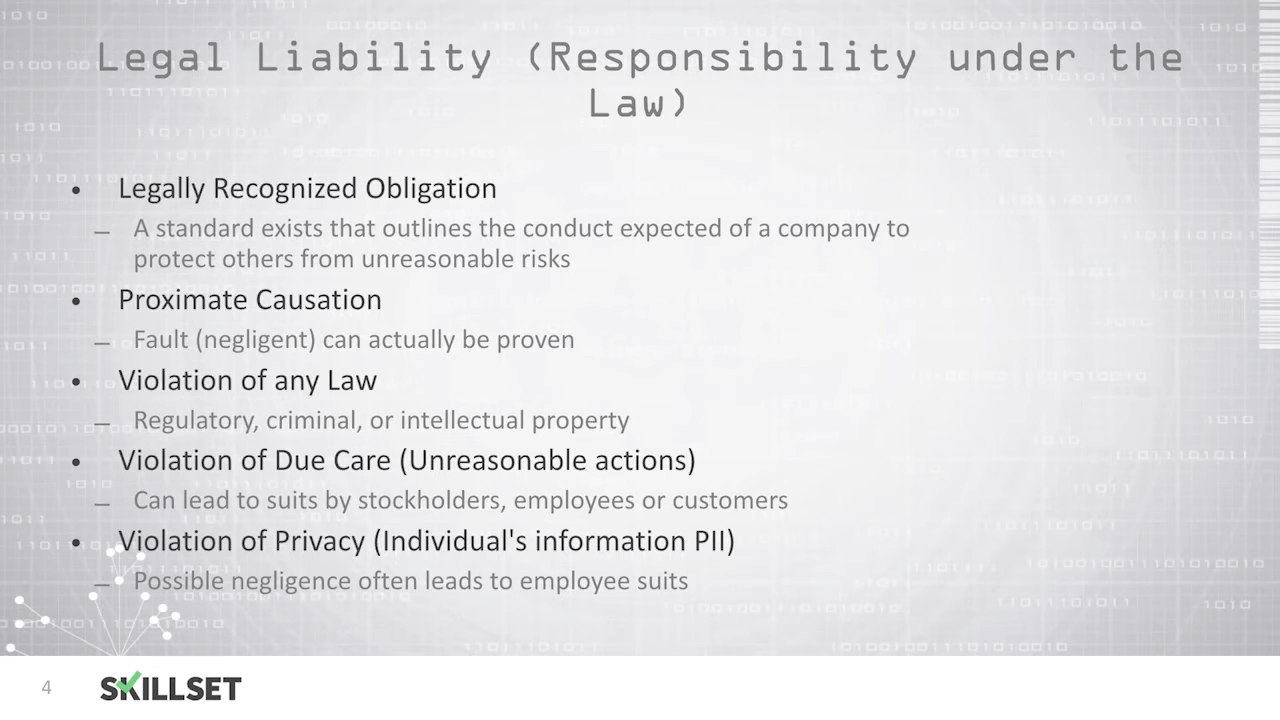 Legal Liability (Responsibility under the
Law)
• Legally Recognized Obligation
– A standard exists that outlines the conduct expected of a company to
protect others from unreasonable risks
• Proximate Causation
– Fault (negligent) can actually be proven
• Violation of any Law
– Regulatory, criminal, or intellectual property
• Violation of Due Care (Unreasonable actions)
– Can lead to suits by stockholders, employees or customers
• Violation of Privacy (Individual's information PII)
– Possible negligence often leads to employee suits
4
SKILLSET